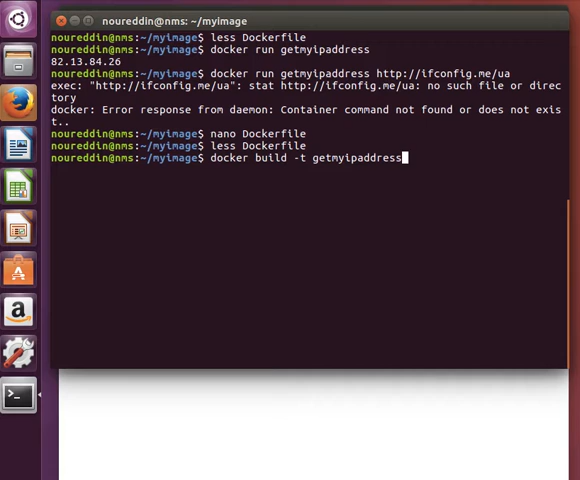 noureddin@nms: ~/myimage
noureddin@nms:~/myimage$ less Dockerfile
noureddin@nms:~/myimage$ docker run getmyipaddress
82.13.84.26
noureddin@nms:~/myimage$ docker run getmyipaddress http://ifconfig.me/ua
exec: "http://ifconfig.me/ua": stat http://ifconfig.me/ua: no such file or direc
tory
docker: Error response from daemon: Container command not found or does not exis
t..
noureddin@nms:~/myimage$ nano Dockerfile
noureddin@nms:~/myimage$ less Dockerfile
noureddin@nms:~/myimage$ docker build -t getmyipaddress